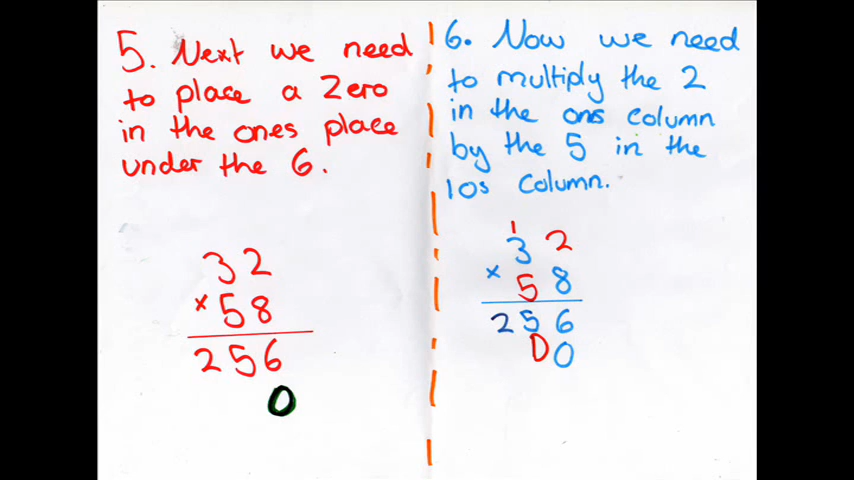 5. Next we need
to place a Zero
in the ones place
under the 6.
32
× 58
256
0
6. Now we need
to multiply the 2
in the ons column
by the 5 in the
10s column.
1
32
× 58
256
00